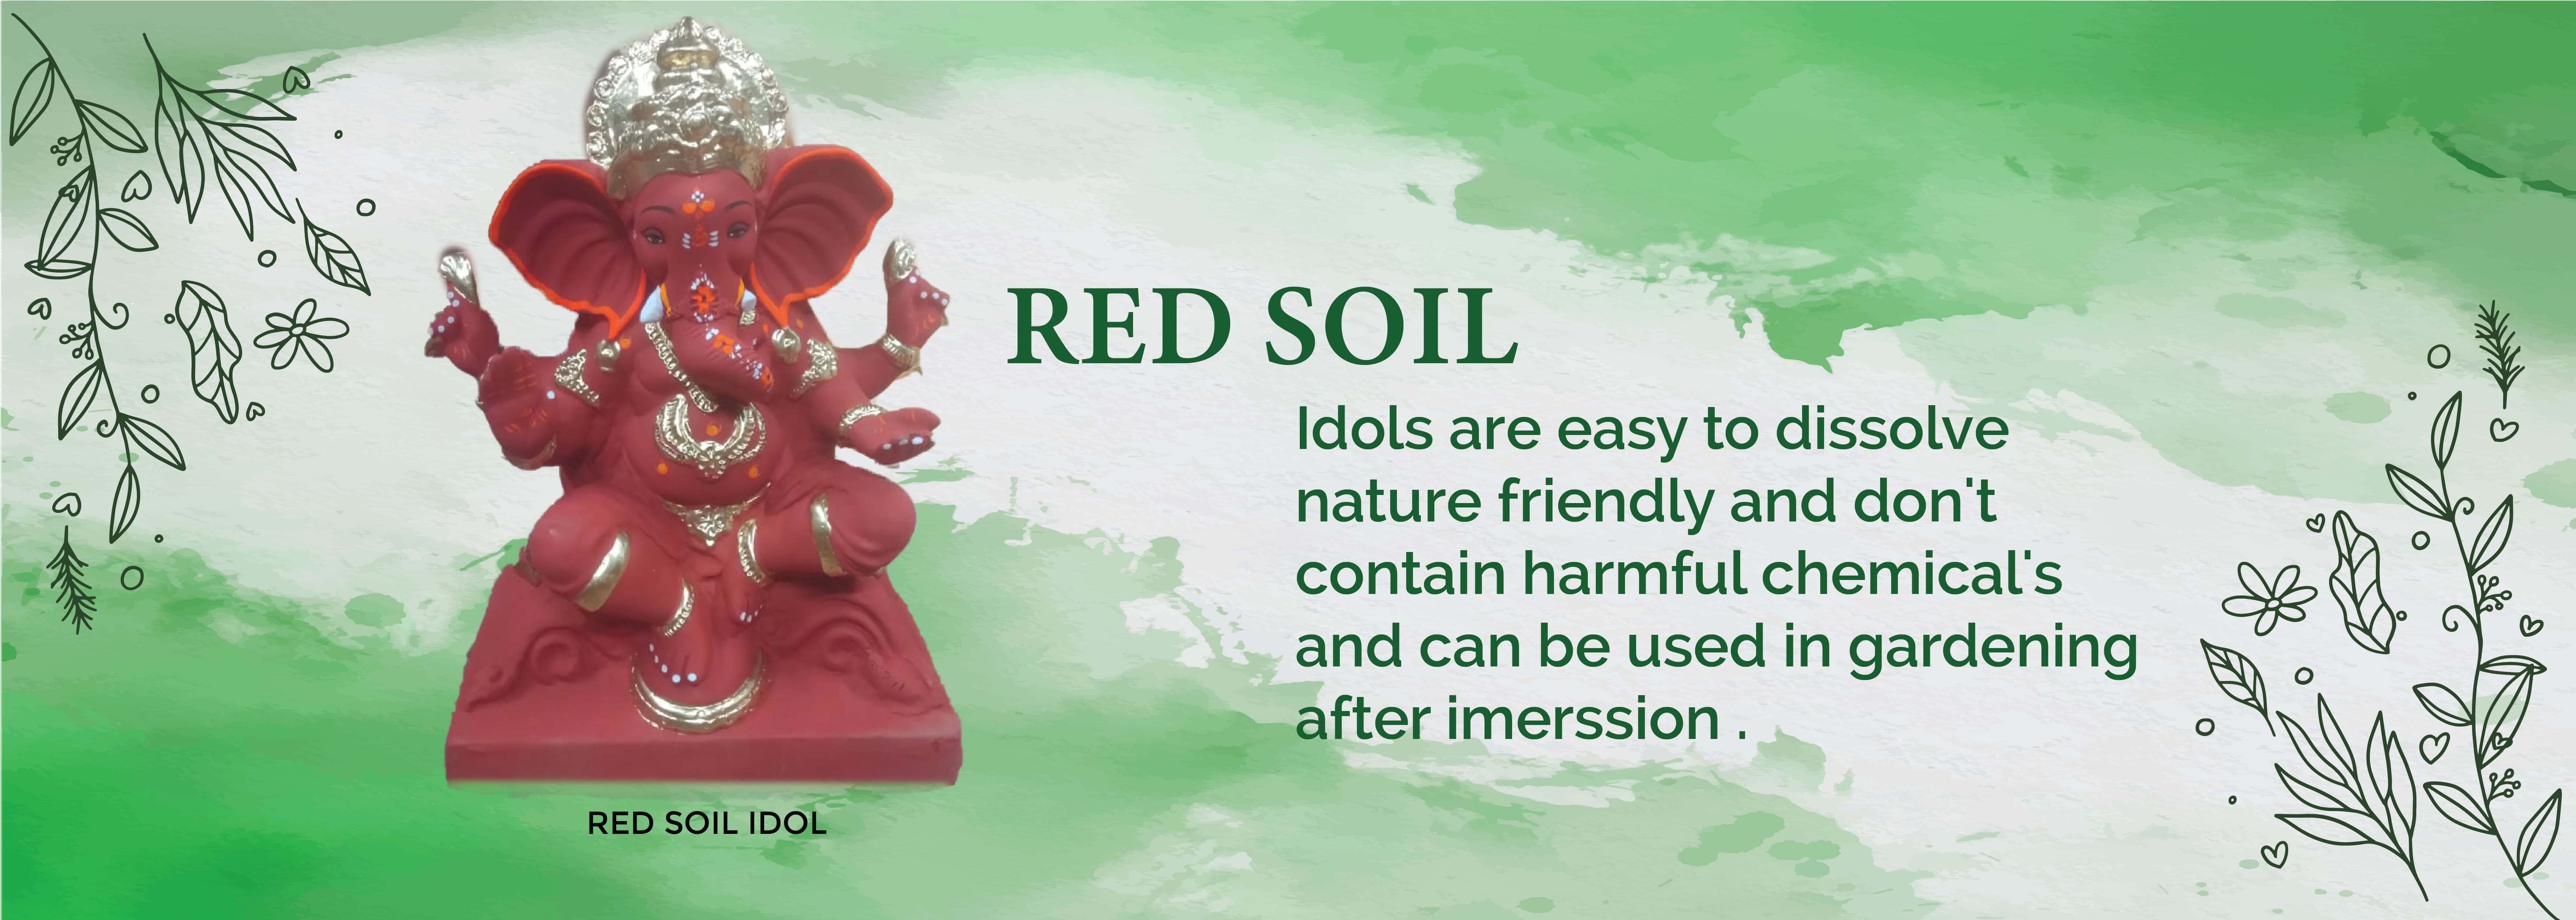 RED SOIL
Idols are easy to dissolve
nature friendly and don't
contain harmful chemical's
and can be used in gardening
after imerssion .
RED SOIL IDOL